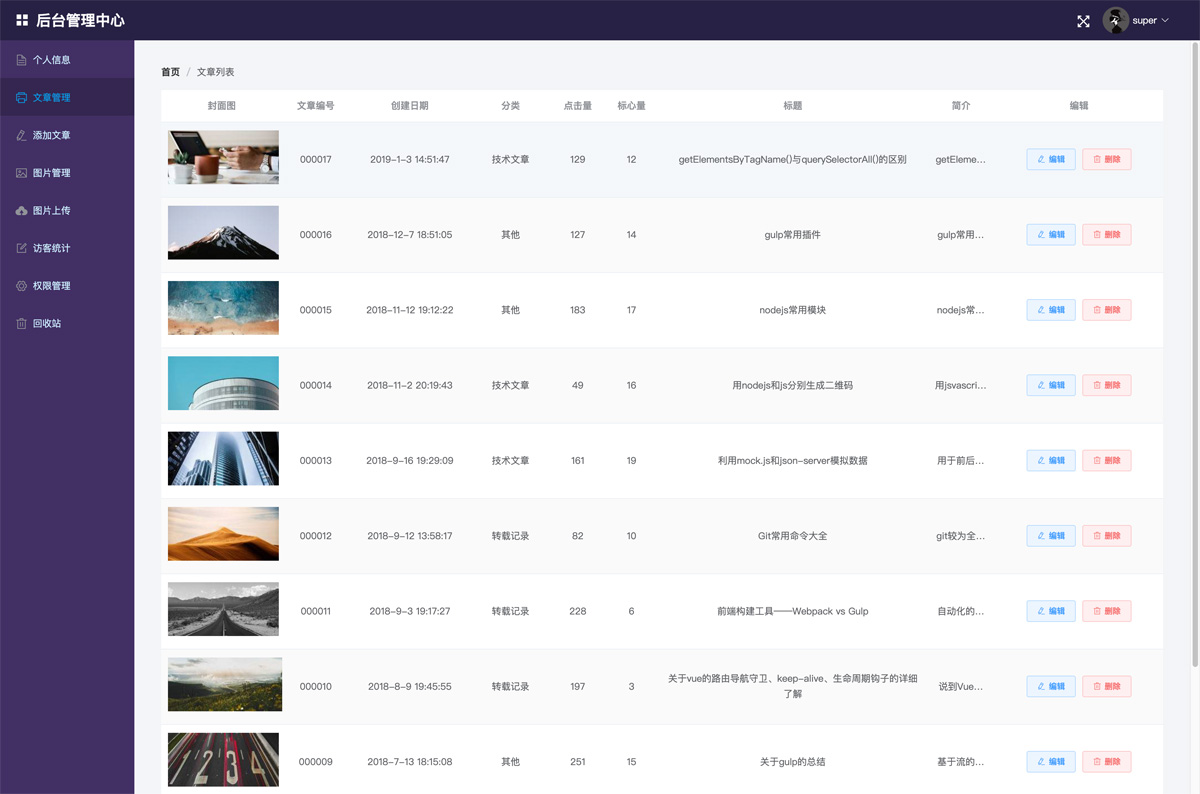 后台管理中心
super
个人信息
文章管理
添加文章
图片管理
图片上传
访客统计
权限管理
回收站
首页 / 文章列表
封面图 文章编号 创建日期 分类 点击量 标心量 标题 简介 编辑
000017 2019-1-3 14:51:47 技术文章 129 12 getElementsByTagName()与querySelectorAll()的区别 getEleme... 编辑 删除
000016 2018-12-7 18:51:05 其他 127 14 gulp常用插件 gulp常用... 编辑 删除
000015 2018-11-12 19:12:22 其他 183 17 nodejs常用模块 nodejs常... 编辑 删除
000014 2018-11-2 20:19:43 技术文章 49 16 用nodejs和js分别生成二维码 用jsvascri... 编辑 删除
000013 2018-9-16 19:29:09 技术文章 161 19 利用mock.js和json-server模拟数据 用于前后... 编辑 删除
000012 2018-9-12 13:58:17 转载记录 82 10 Git常用命令大全 git较为全... 编辑 删除
000011 2018-9-3 19:17:27 转载记录 228 6 前端构建工具——Webpack vs Gulp 自动化的... 编辑 删除
000010 2018-8-9 19:45:55 转载记录 197 3 关于vue的路由导航守卫、keep-alive、生命周期钩子的详细
了解 说到Vue... 编辑 删除
1 2 3 4
000009 2018-7-13 18:15:08 其他 251 15 关于gulp的总结 基于流的... 编辑 删除